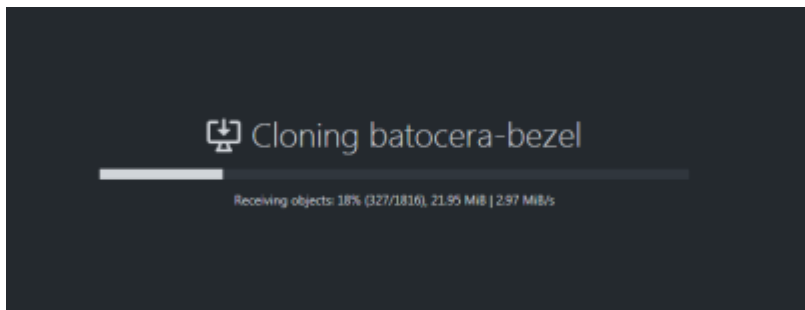 Cloning batocera-bezel
Receiving objects: 18% (327/1816), 21.95 MiB | 2.97 MiB/s